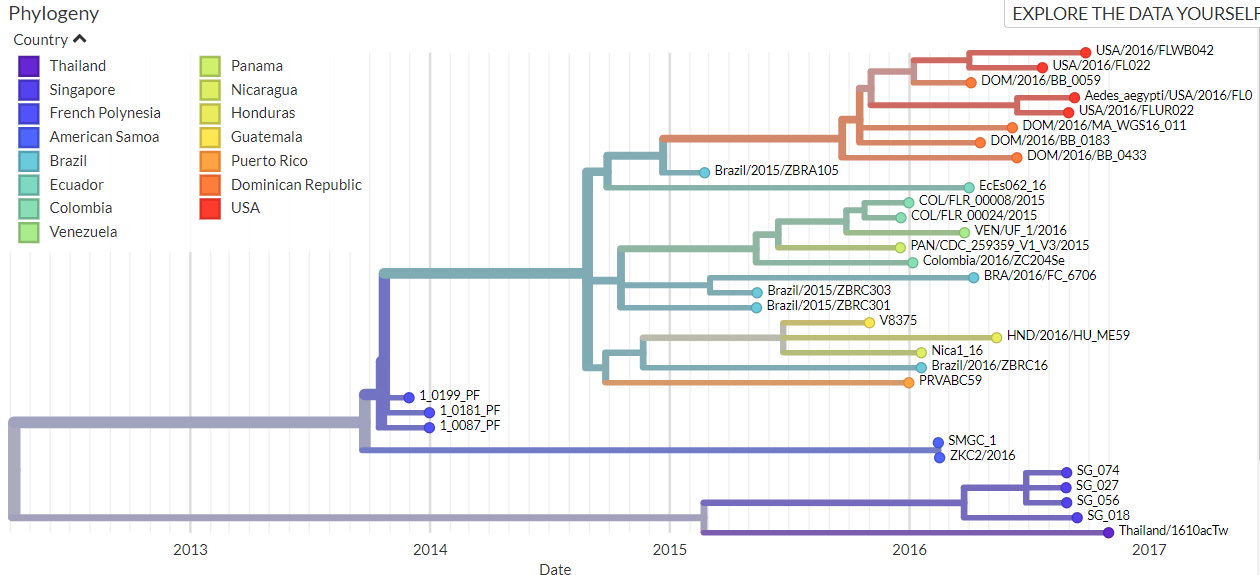 Phylogeny
EXPLORE THE DATA YOURSELF
Country
Thailand
Singapore
French Polynesia
American Samoa
Brazil
Ecuador
Colombia
Venezuela
Panama
Nicaragua
Honduras
Guatemala
Puerto Rico
Dominican Republic
USA
USA/2016/FLWB042
USA/2016/FL022
DOM/2016/BB_0059
Aedes_aegypti/USA/2016/FL0
USA/2016/FLUR022
DOM/2016/MA_WGS16_011
DOM/2016/BB_0183
DOM/2016/BB_0433
Brazil/2015/ZBRA105
EcEs062_16
COL/FLR_00008/2015
COL/FLR_00024/2015
VEN/UF_1/2016
PAN/CDC_259359_V1_V3/2015
Colombia/2016/ZC204Se
BRA/2016/FC_6706
Brazil/2015/ZBRC303
Brazil/2015/ZBRC301
V8375
HND/2016/HU_ME59
Nica1_16
Brazil/2016/ZBRC16
PRVABC59
1_0199_PF
1_0181_PF
1_0087_PF
SMGC_1
ZKC2/2016
SG_074
SG_027
SG_056
SG_018
Thailand/1610acTw
2013 2014 2015 2016 2017
Date